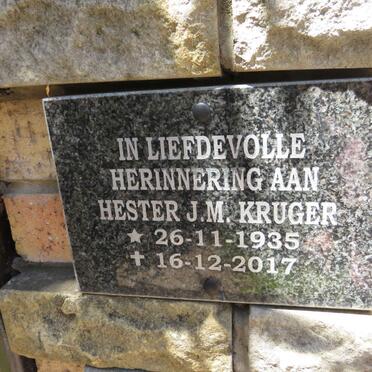 IN LIEFDEVOLLE
HERINNERING AAN
HESTER J.M. KRUGER
★ 26-11-1935
✝ 16-12-2017